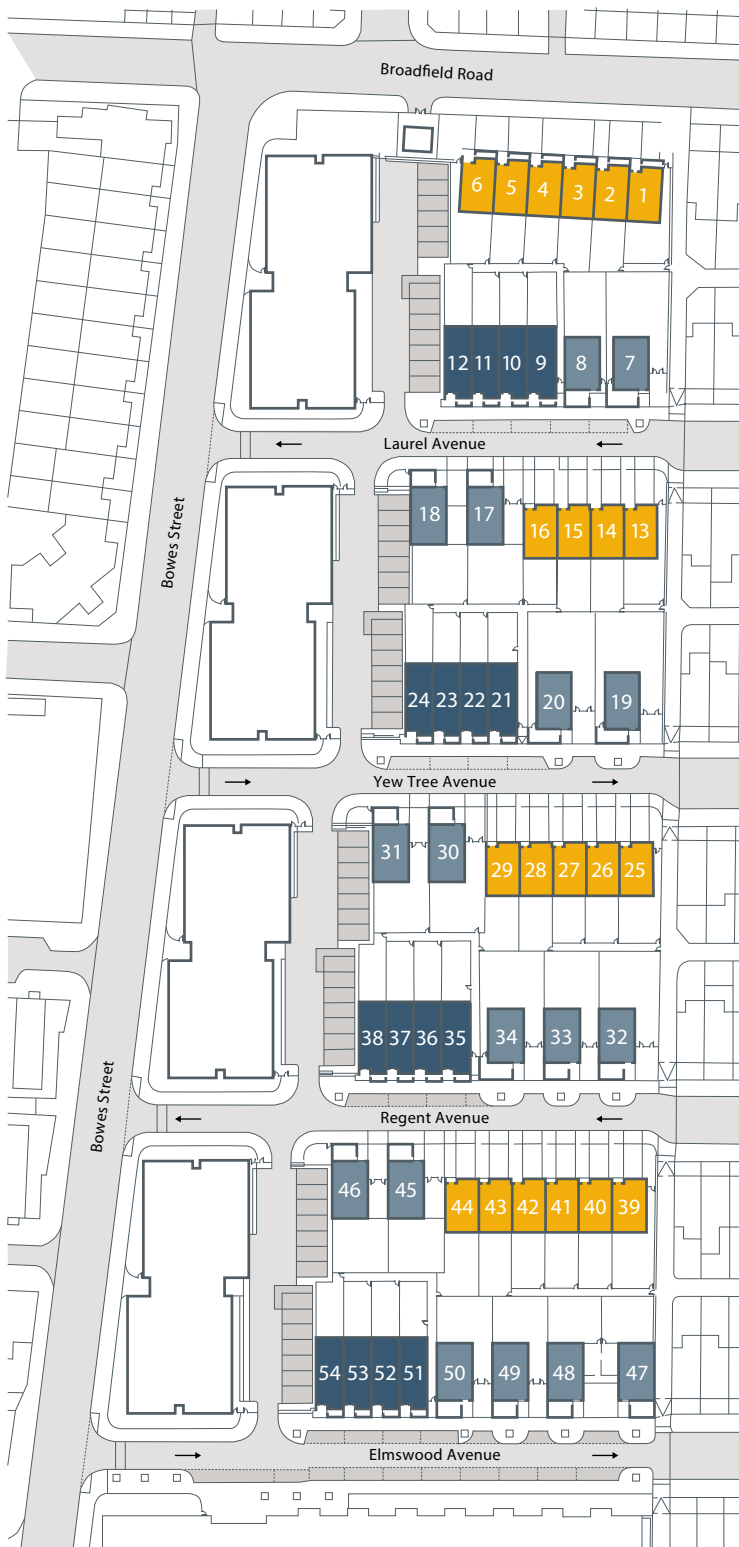 Broadfield Road
6 5 4 3 2 1
12 11 10 9 8 7
Laurel Avenue
18 17 16 15 14 13
Bowes Street
24 23 22 21 20 19
Yew Tree Avenue
31 30 29 28 27 26 25
38 37 36 35 34 33 32
Bowes Street
Regent Avenue
46 45 44 43 42 41 40 39
54 53 52 51 50 49 48 47
Elmswood Avenue